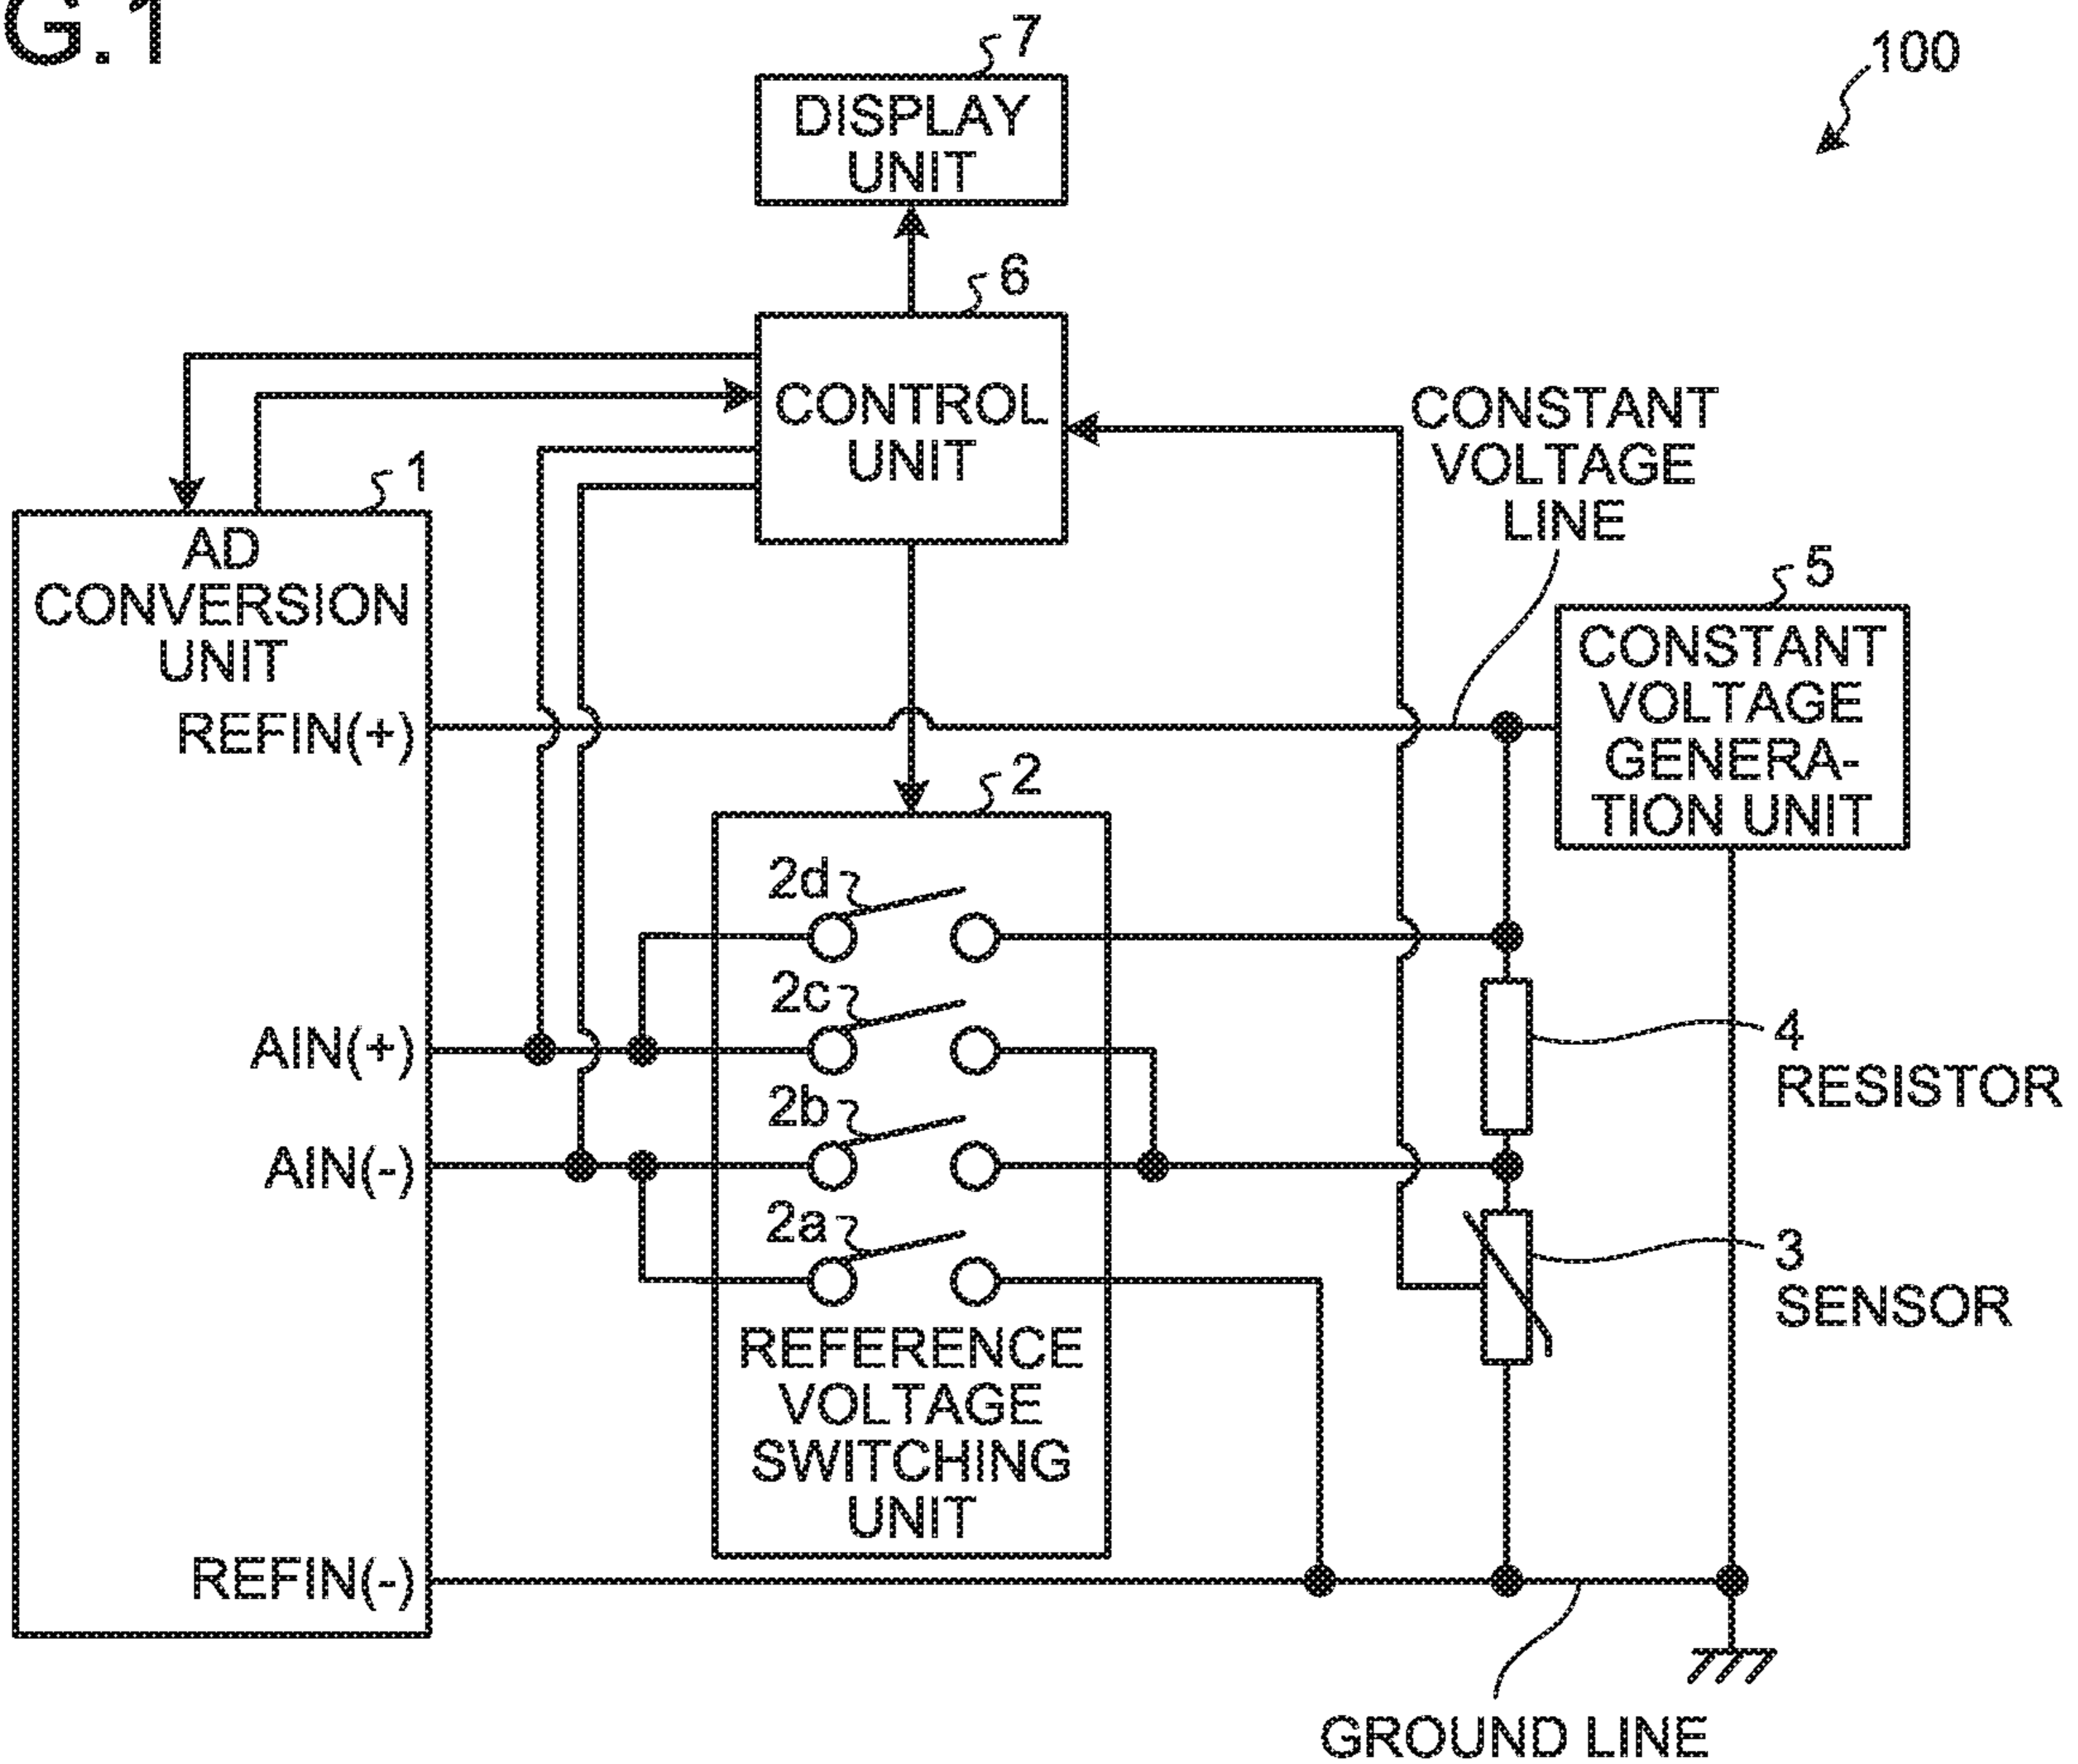 G.1
100
7
DISPLAY
UNIT
6
CONTROL
UNIT
CONSTANT
VOLTAGE
LINE
1
AD
CONVERSION
UNIT
5
CONSTANT
VOLTAGE
GENERA-
TION UNIT
REFIN(+)
2
2d
2c
AIN(+)
4
RESISTOR
2b
AIN(-)
2a
3
SENSOR
REFERENCE
VOLTAGE
SWITCHING
UNIT
REFIN(-)
GROUND LINE